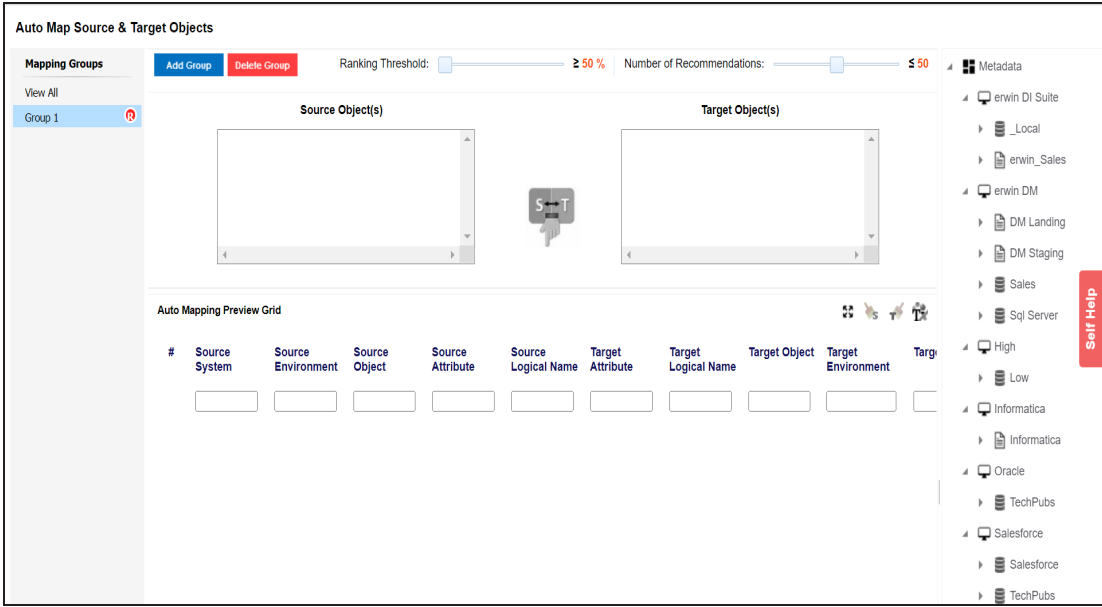 Auto Map Source & Target Objects
Mapping Groups
View All
Group 1
R
Add Group
Delete Group
Ranking Threshold:
≥ 50 %
Number of Recommendations:
≤ 50
Source Object(s)
Target Object(s)
S T
Auto Mapping Preview Grid
S
T
Tx
#
Source System
Source Environment
Source Object
Source Attribute
Source Logical Name
Target Attribute
Target Logical Name
Target Object
Target Environment
Targ
Metadata
erwin DI Suite
_Local
erwin_Sales
erwin DM
DM Landing
DM Staging
Sales
Sql Server
High
Low
Informatica
Informatica
Oracle
TechPubs
Salesforce
Salesforce
TechPubs
Self Help